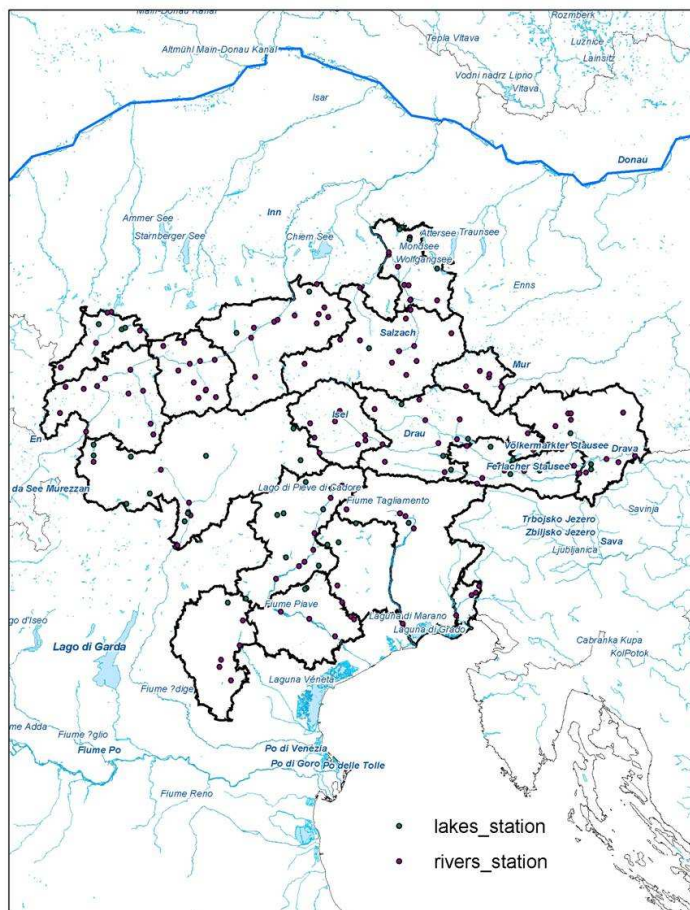 Main-Donau Kanal
Rozmberk
Altmühl Main-Donau Kanal
Tepla Vltava
Luznice
Lainsitz
Vodni nadrz Lipno
Vltava
Isar
Donau
Inn
Ammer See
Starnberger See
Chiem See
Attersee Traunsee
Mondsee
Wolfgangsee
Enns
Salzach
Mur
Isel
Drau
En
Völkermarkter Stausee
Drava
Ferlacher Stausee
da See Murezzan
Lago di Pieve di Cadore
Fiume Tagliamento
Savinja
Trbojsko Jezero
Zbiljsko Jezero
Sava
Ljubljanica
Fiume Piave
Laguna di Marano
Laguna di Grado
go d'Iseo
Lago di Garda
Cabranka Kupa
KolPotok
Laguna Veneta
Fiume ?dige
me Adda
Fiume ?glio
Fiume Po
Po di Venezia
Po di Goro
Po delle Tolle
Fiume Reno
lakes_station
rivers_station